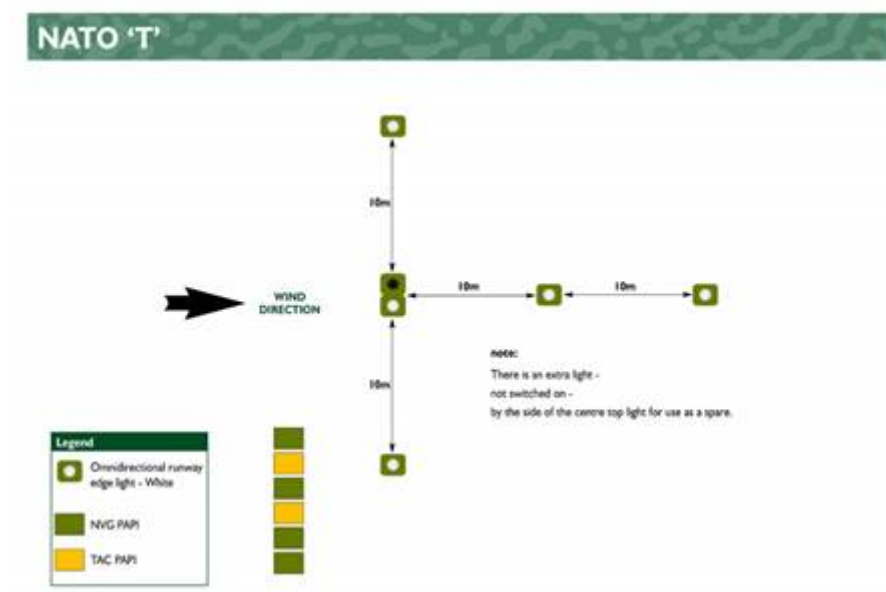 NATO 'T'
10m
WIND
DIRECTION
10m
10m
10m
note:
There is an extra light -
not switched on -
by the side of the centre top light for use as a spare.
Legend
Omnidirectional runway
edge light - White
NVG PAPI
TAC PAPI